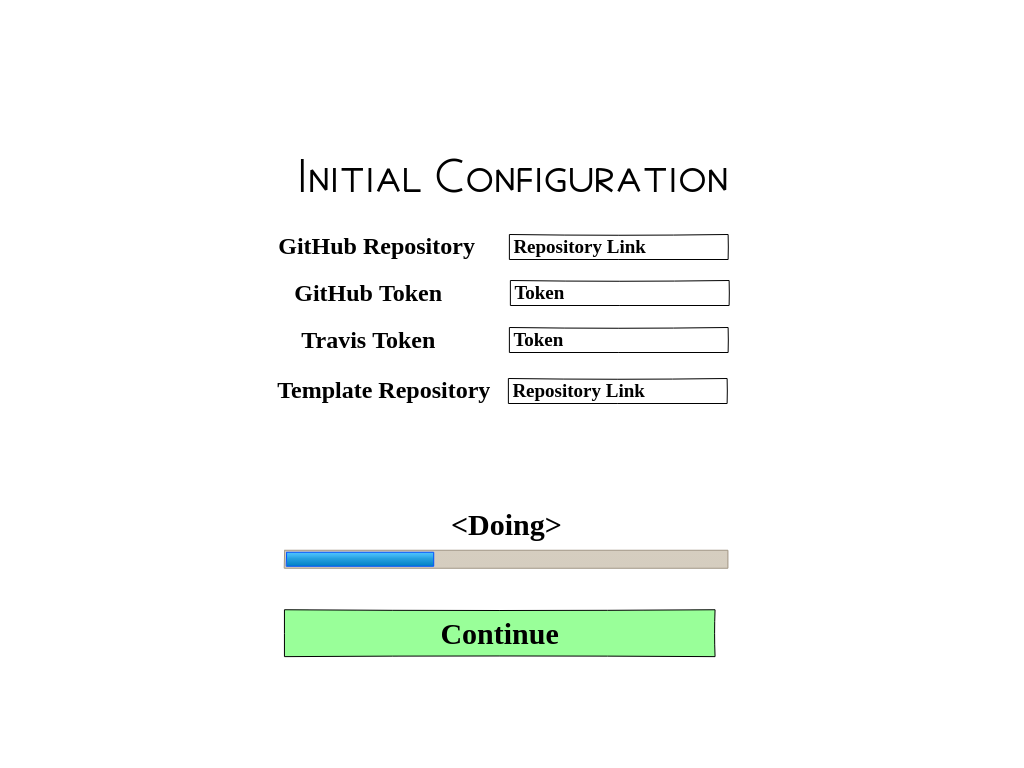 Initial Configuration
GitHub Repository Repository Link
GitHub Token Token
Travis Token Token
Template Repository Repository Link
<Doing>
Continue